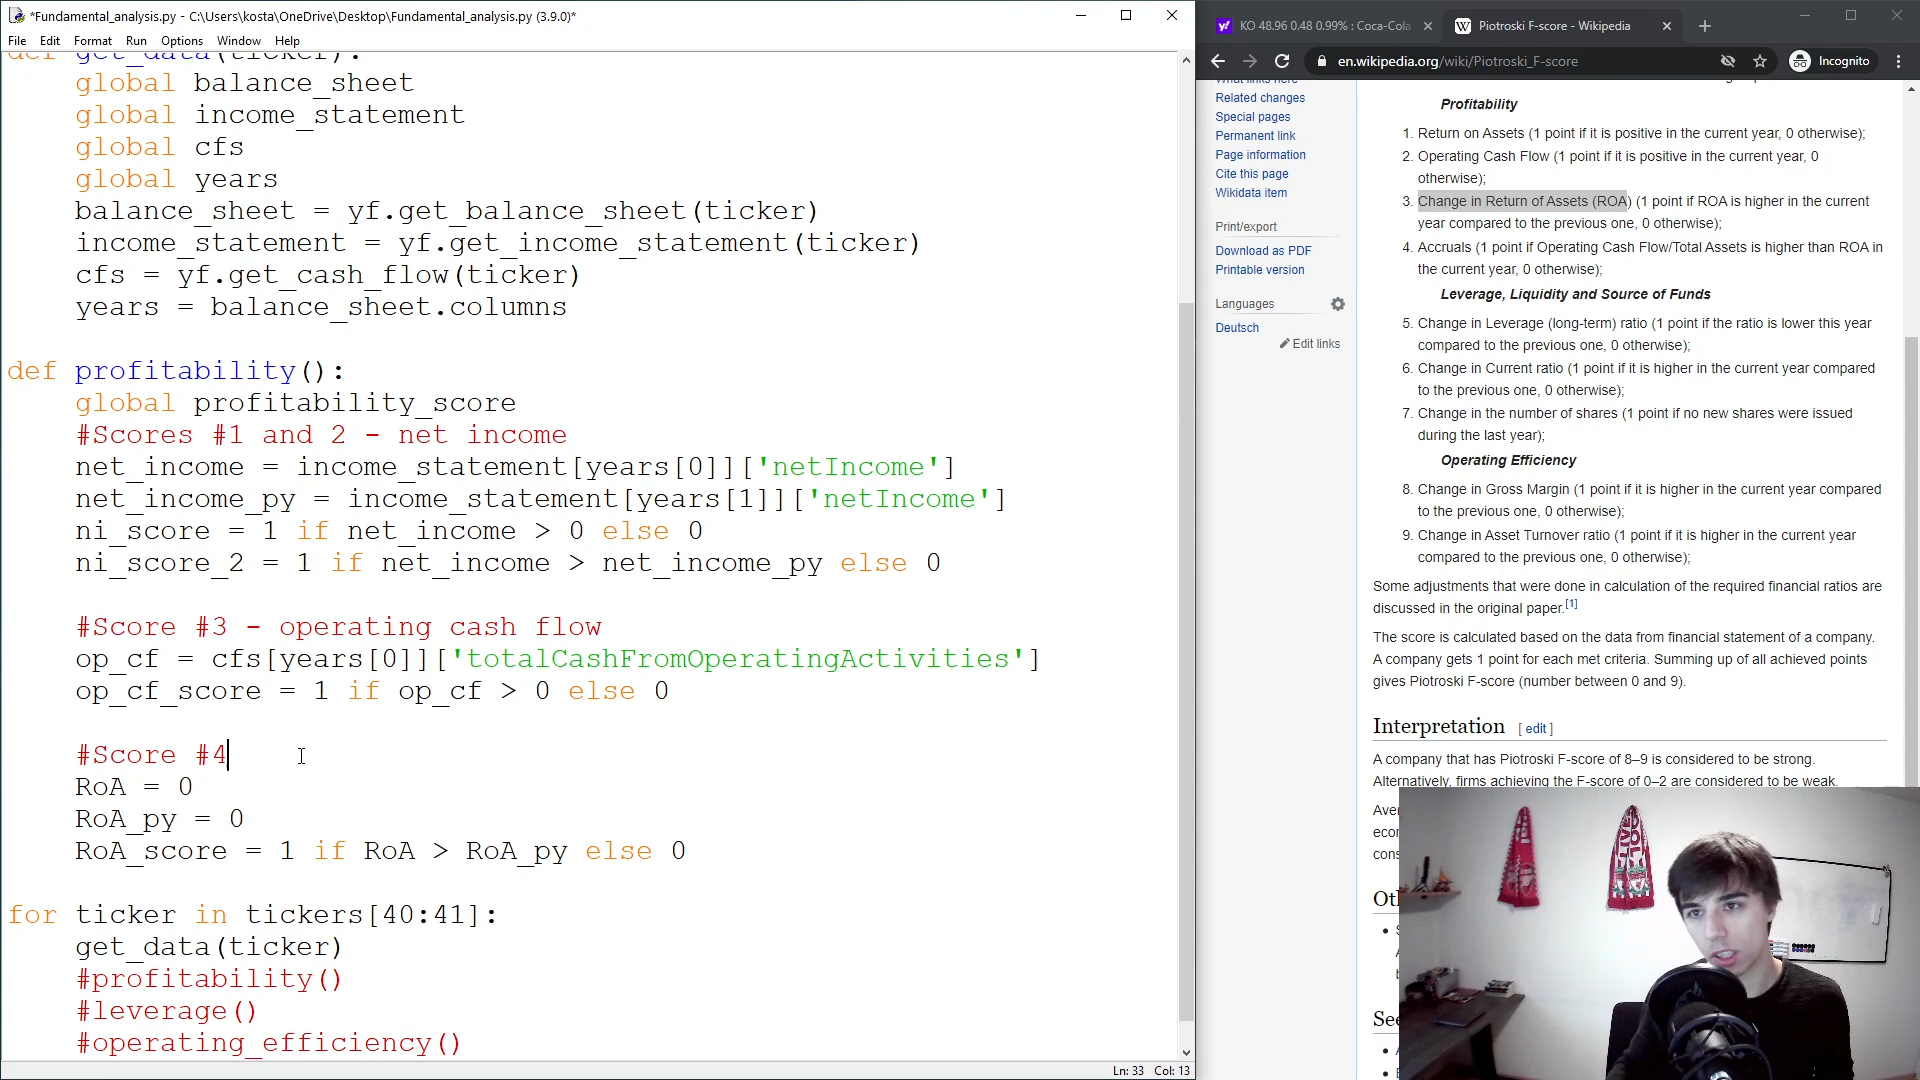 *Fundamental_analysis.py - C:\Users\kosta\OneDrive\Desktop\Fundamental_analysis.py (3.9.0)*
File Edit Format Run Options Window Help
def get_data(ticker):
global balance_sheet
global income_statement
global cfs
global years
balance_sheet = yf.get_balance_sheet(ticker)
income_statement = yf.get_income_statement(ticker)
cfs = yf.get_cash_flow(ticker)
years = balance_sheet.columns
def profitability():
global profitability_score
#Scores #1 and 2 - net income
net_income = income_statement[years[0]]['netIncome']
net_income_py = income_statement[years[1]]['netIncome']
ni_score = 1 if net_income > 0 else 0
ni_score_2 = 1 if net_income > net_income_py else 0
#Score #3 - operating cash flow
op_cf = cfs[years[0]]['totalCashFromOperatingActivities']
op_cf_score = 1 if op_cf > 0 else 0
#Score #4
RoA = 0
RoA_py = 0
RoA_score = 1 if RoA > RoA_py else 0
for ticker in tickers[40:41]:
get_data(ticker)
#profitability()
#leverage()
#operating_efficiency()
Ln: 33 Col: 13
KO 48.96 0.48 0.99% : Coca-Cola
Piotroski F-score - Wikipedia
en.wikipedia.org/wiki/Piotroski_F-score
Incognito
What links here
Related changes
Special pages
Permanent link
Page information
Cite this page
Wikidata item
Print/export
Download as PDF
Printable version
Languages
Deutsch
Edit links
Profitability
1. Return on Assets (1 point if it is positive in the current year, 0 otherwise);
2. Operating Cash Flow (1 point if it is positive in the current year, 0
otherwise);
3. Change in Return of Assets (ROA) (1 point if ROA is higher in the current
year compared to the previous one, 0 otherwise);
4. Accruals (1 point if Operating Cash Flow/Total Assets is higher than ROA in
the current year, 0 otherwise);
Leverage, Liquidity and Source of Funds
5. Change in Leverage (long-term) ratio (1 point if the ratio is lower this year
compared to the previous one, 0 otherwise);
6. Change in Current ratio (1 point if it is higher in the current year compared
to the previous one, 0 otherwise);
7. Change in the number of shares (1 point if no new shares were issued
during the last year);
Operating Efficiency
8. Change in Gross Margin (1 point if it is higher in the current year compared
to the previous one, 0 otherwise);
9. Change in Asset Turnover ratio (1 point if it is higher in the current year
compared to the previous one, 0 otherwise);
Some adjustments that were done in calculation of the required financial ratios are
discussed in the original paper.[1]
The score is calculated based on the data from financial statement of a company.
A company gets 1 point for each met criteria. Summing up of all achieved points
gives Piotroski F-score (number between 0 and 9).
Interpretation [ edit ]
A company that has Piotroski F-score of 8–9 is considered to be strong.
Alternatively, firms achieving the F-score of 0–2 are considered to be weak.